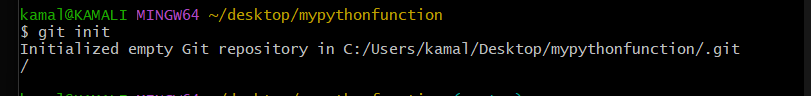 kamal@KAMALI MINGW64 ~/desktop/mypythonfunction
$ git init
Initialized empty Git repository in C:/Users/kamal/Desktop/mypythonfunction/.git
/